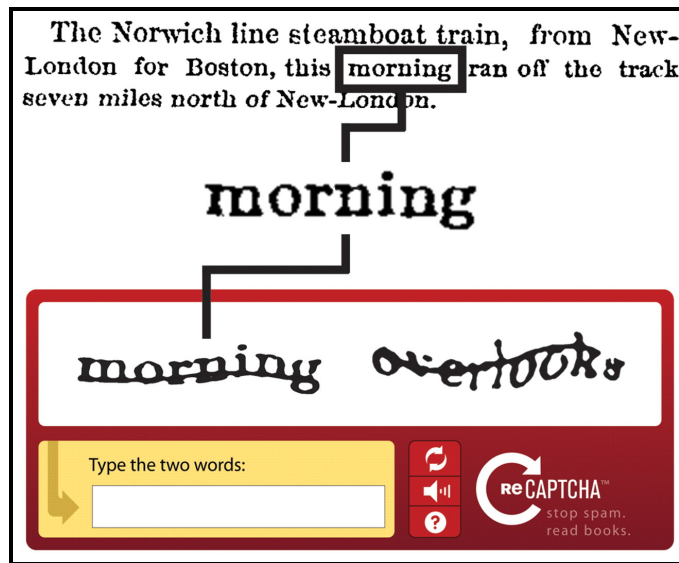 The Norwich line steamboat train, from New-
London for Boston, this morning ran off the track
seven miles north of New-London.
morning
morning overlooks
Type the two words:
ReCAPTCHA™
stop spam.
read books.